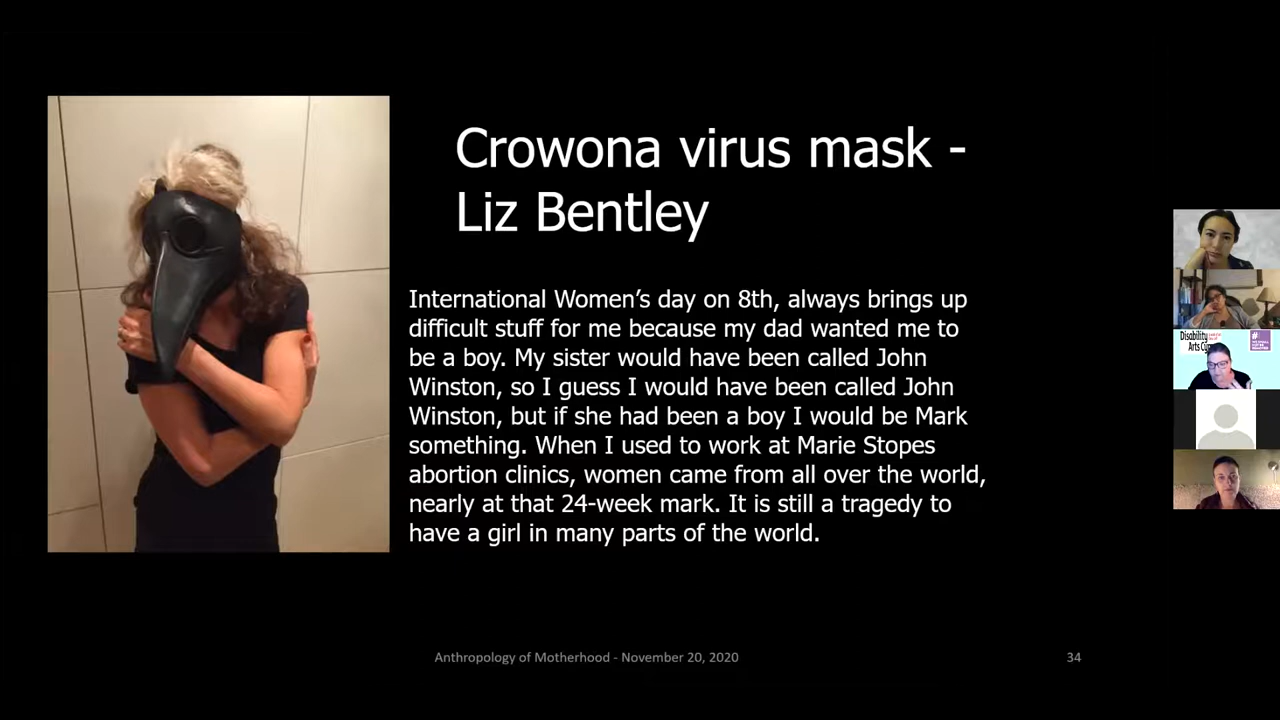 Crowona virus mask -
Liz Bentley
International Women’s day on 8th, always brings up
difficult stuff for me because my dad wanted me to
be a boy. My sister would have been called John
Winston, so I guess I would have been called John
Winston, but if she had been a boy I would be Mark
something. When I used to work at Marie Stopes
abortion clinics, women came from all over the world,
nearly at that 24-week mark. It is still a tragedy to
have a girl in many parts of the world.
Disability
Arts
Anthropology of Motherhood - November 20, 2020
34